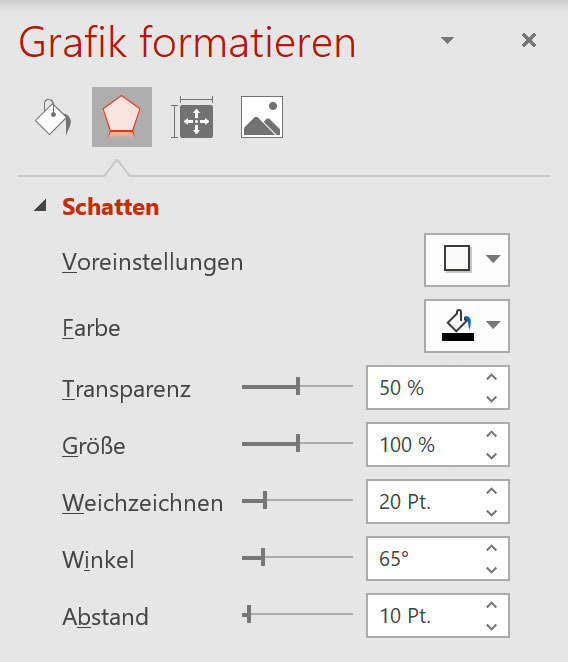 Grafik formatieren
Schatten
Voreinstellungen
Farbe
Transparenz 50 %
Größe 100 %
Weichzeichnen 20 Pt.
Winkel 65°
Abstand 10 Pt.